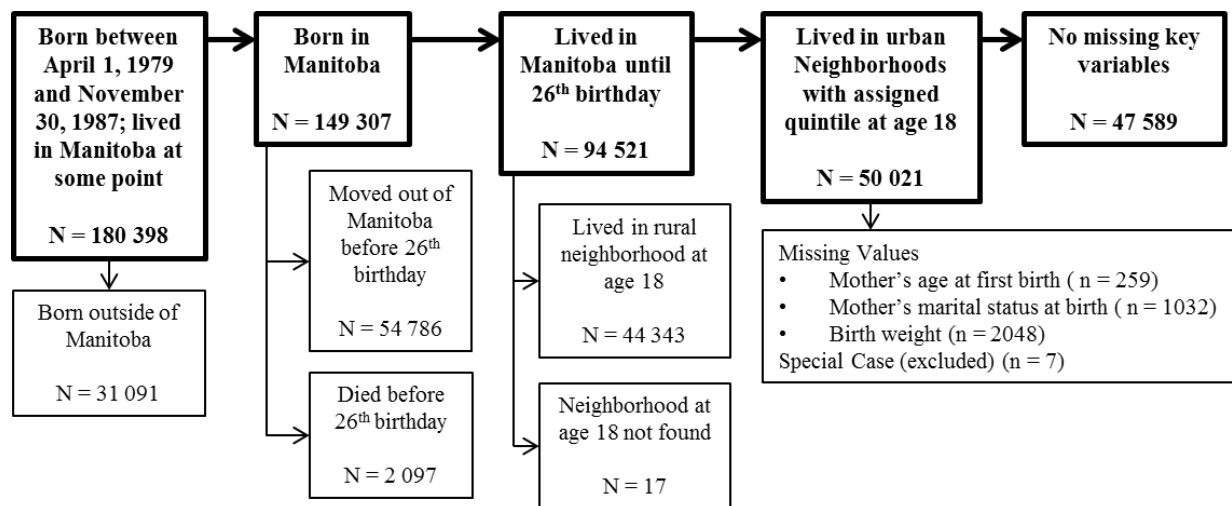 Born between
April 1, 1979
and November
30, 1987; lived
in Manitoba at
some point
N = 180 398
Born outside of
Manitoba
N = 31 091
Born in
Manitoba
N = 149 307
Moved out of
Manitoba
before 26th
birthday
N = 54 786
Died before
26th birthday
N = 2 097
Lived in
Manitoba until
26th birthday
N = 94 521
Lived in rural
neighborhood at
age 18
N = 44 343
Neighborhood at
age 18 not found
N = 17
Lived in urban
Neighborhoods
with assigned
quintile at age 18
N = 50 021
Missing Values
• Mother's age at first birth ( n = 259)
• Mother's marital status at birth (n = 1032)
• Birth weight (n = 2048)
Special Case (excluded) (n = 7)
No missing key
variables
N = 47 589